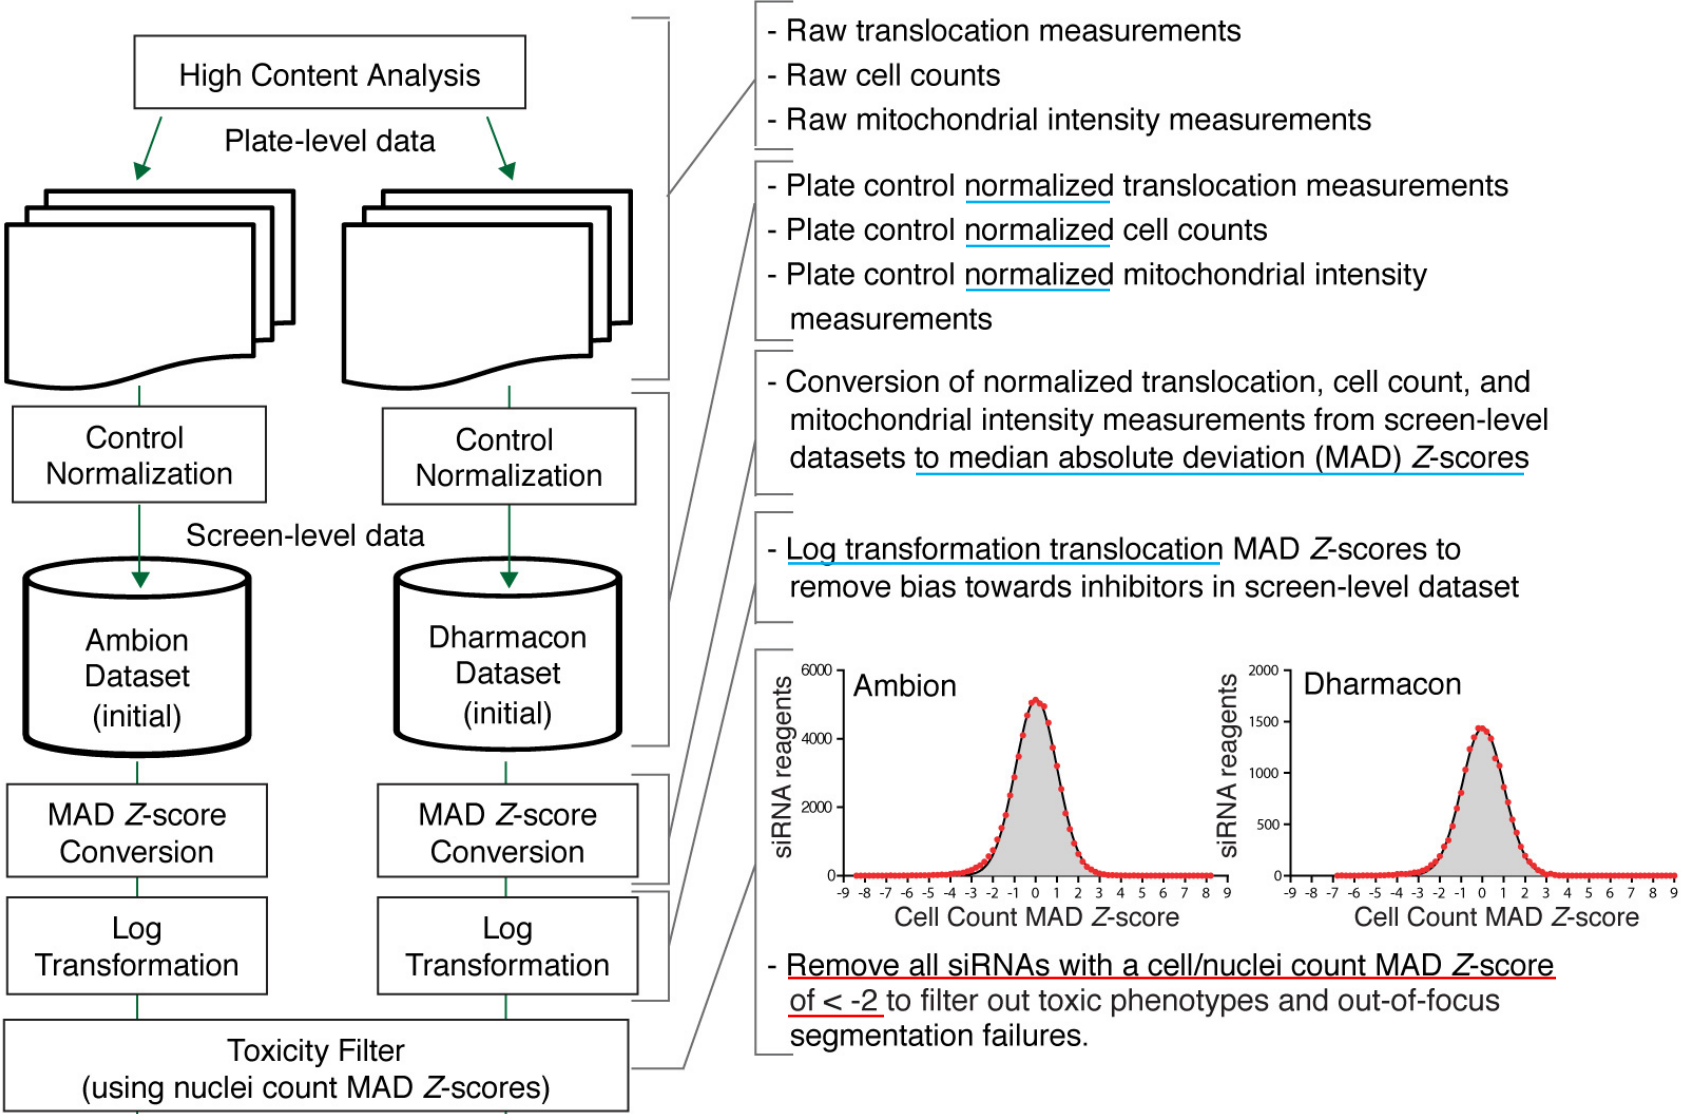 High Content Analysis
Plate-level data
Control
Normalization
Control
Normalization
Screen-level data
Ambion
Dataset
(initial)
Dharmacon
Dataset
(initial)
MAD Z-score
Conversion
MAD Z-score
Conversion
Log
Transformation
Log
Transformation
Toxicity Filter
(using nuclei count MAD Z-scores)
- Raw translocation measurements
- Raw cell counts
- Raw mitochondrial intensity measurements
- Plate control normalized translocation measurements
- Plate control normalized cell counts
- Plate control normalized mitochondrial intensity
measurements
- Conversion of normalized translocation, cell count, and
mitochondrial intensity measurements from screen-level
datasets to median absolute deviation (MAD) Z-scores
- Log transformation translocation MAD Z-scores to
remove bias towards inhibitors in screen-level dataset
Ambion
siRNA reagents
6000
4000
2000
0
-9 -8 -7 -6 -5 -4 -3 -2 -1 0 1 2 3 4 5 6 7 8 9
Cell Count MAD Z-score
Dharmacon
siRNA reagents
2000
1500
1000
500
0
-9 -8 -7 -6 -5 -4 -3 -2 -1 0 1 2 3 4 5 6 7 8 9
Cell Count MAD Z-score
- Remove all siRNAs with a cell/nuclei count MAD Z-score
of < -2 to filter out toxic phenotypes and out-of-focus
segmentation failures.